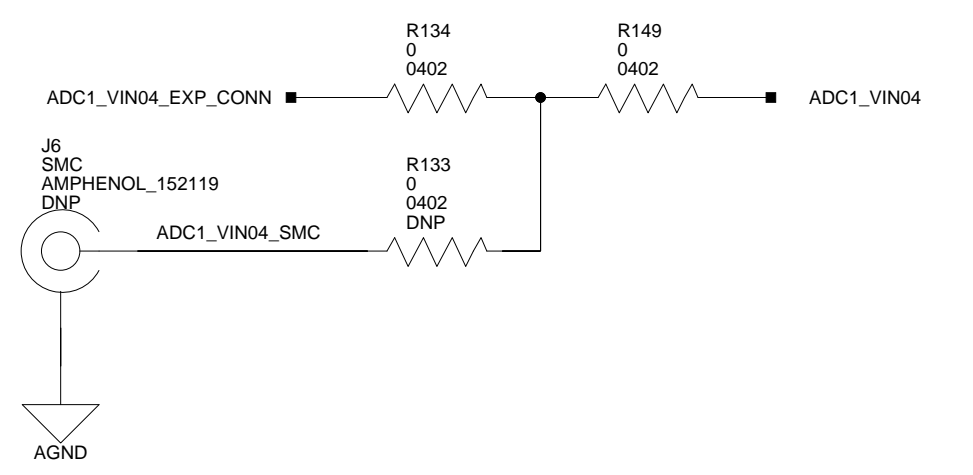 R134
0
0402
R149
0
0402
ADC1_VIN04_EXP_CONN
ADC1_VIN04
J6
SMC
AMPHENOL_152119
DNP
R133
0
0402
DNP
ADC1_VIN04_SMC
AGND